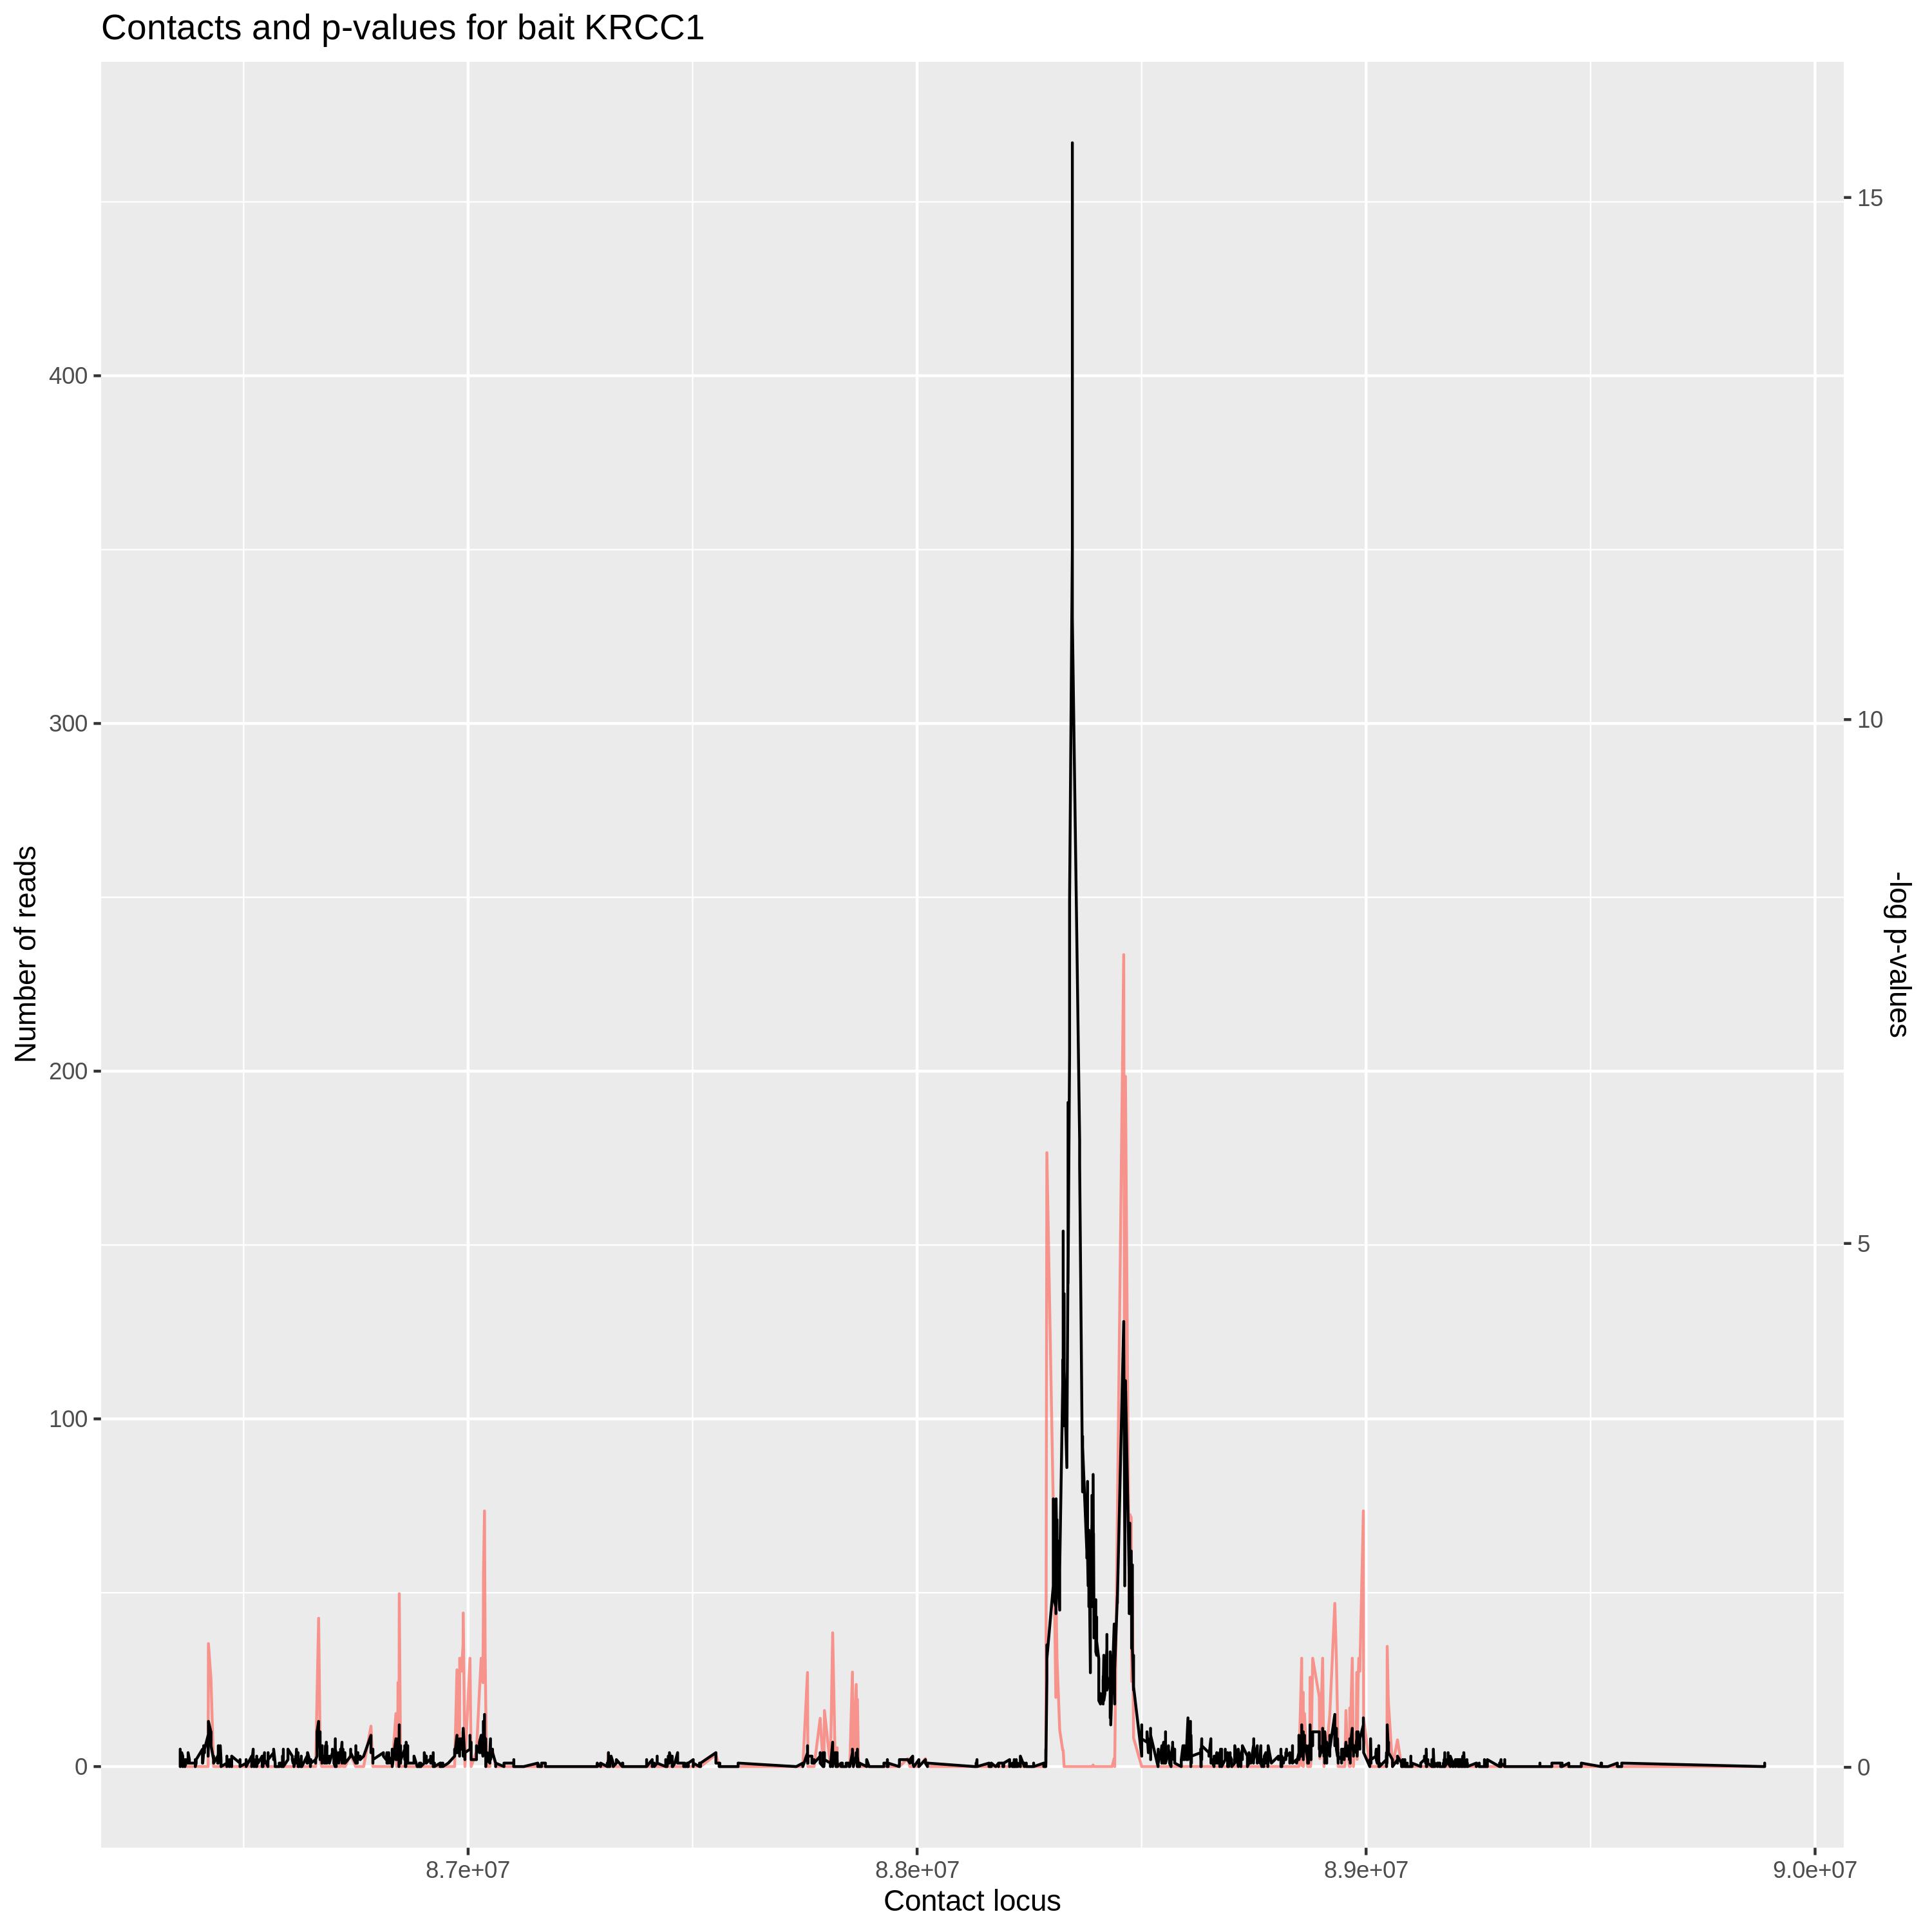 Contacts and p-values for bait KRCC1
Number of reads
400
300
200
100
0
15
10
5
0
-log p-values
8.7e+07
8.8e+07
8.9e+07
9.0e+07
Contact locus